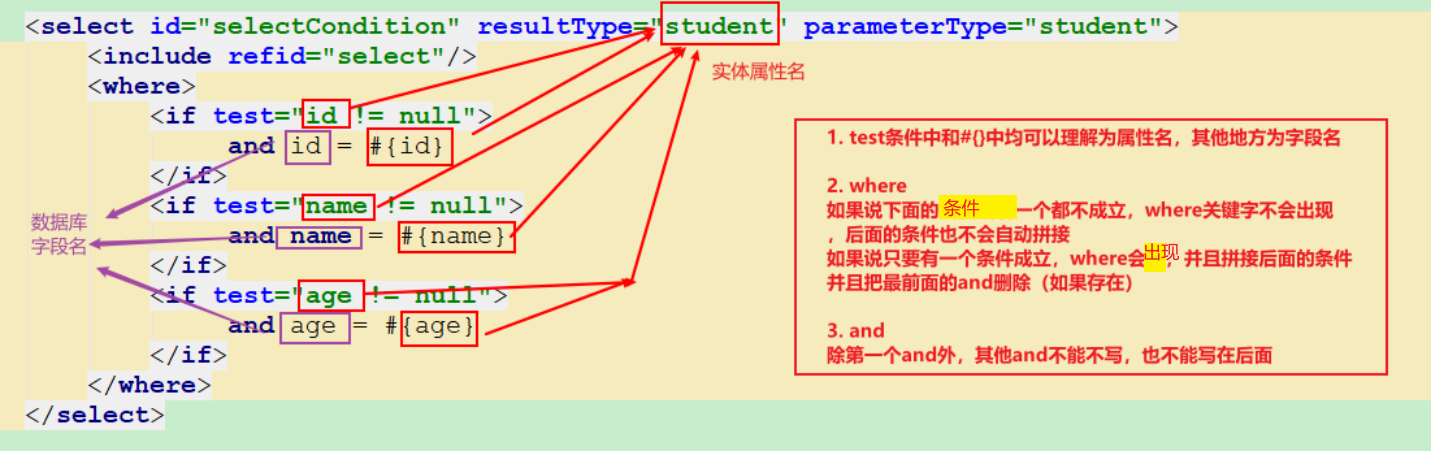 <select id="selectCondition" resultType="student" parameterType="student">
<include refid="select"/>
<where>
<if test="id != null">
and id = #{id}
</if>
<if test="name != null">
and name = #{name}
</if>
<if test="age != null">
and age = #{age}
</if>
</where>
</select>
实体属性名
数据库
字段名
1. test条件中和#{}中均可以理解为属性名，其他地方为字段名
2. where
如果说下面的条件一个都不成立，where关键字不会出现
，后面的条件也不会自动拼接
如果说只要有一个条件成立，where会出现，并且拼接后面的条件
并且把最前面的and删除（如果存在）
3. and
除第一个and外，其他and不能不写，也不能写在后面